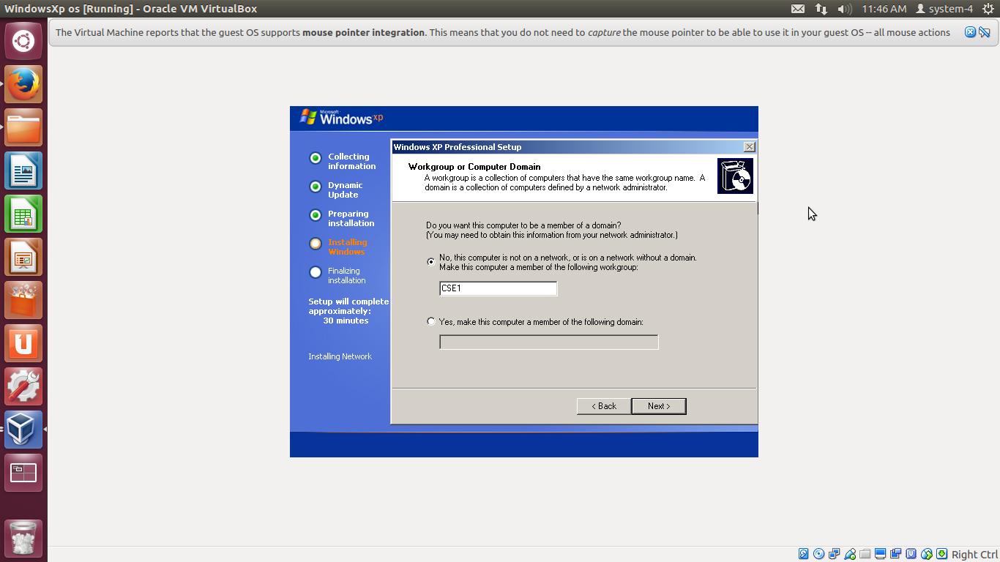 WindowsXp os [Running] - Oracle VM VirtualBox
11:46 AM
system-4
The Virtual Machine reports that the guest OS supports mouse pointer integration. This means that you do not need to capture the mouse pointer to be able to use it in your guest OS -- all mouse actions
Microsoft
Windows xp
Collecting
information
Dynamic
Update
Preparing
installation
Installing
Windows
Finalizing
installation
Setup will complete
approximately:
30 minutes
Installing Network
Windows XP Professional Setup
Workgroup or Computer Domain
A workgroup is a collection of computers that have the same workgroup name. A
domain is a collection of computers defined by a network administrator.
Do you want this computer to be a member of a domain?
(You may need to obtain this information from your network administrator.)
No, this computer is not on a network, or is on a network without a domain.
Make this computer a member of the following workgroup:
CSE1
Yes, make this computer a member of the following domain:
< Back
Next >
Right Ctrl